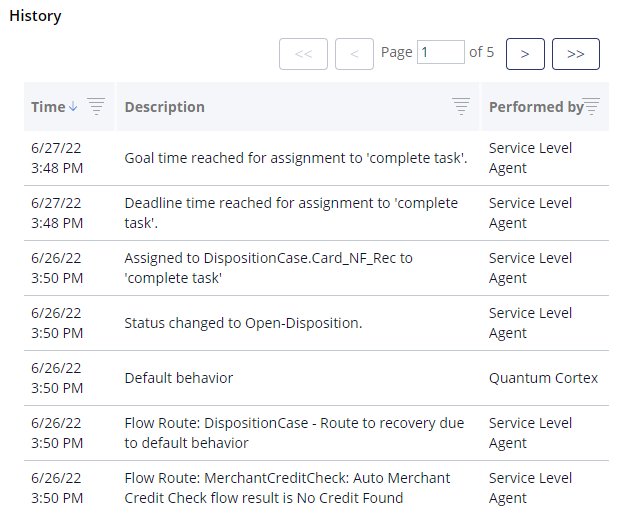 History
<< < Page 1 of 5 > >>
Time Description Performed by
6/27/22
3:48 PM
Goal time reached for assignment to 'complete task'.
Service Level
Agent
6/27/22
3:48 PM
Deadline time reached for assignment to 'complete
task'.
Service Level
Agent
6/26/22
3:50 PM
Assigned to DispositionCase.Card_NF_Rec to
'complete task'
Service Level
Agent
6/26/22
3:50 PM
Status changed to Open-Disposition.
Service Level
Agent
6/26/22
3:50 PM
Default behavior
Quantum Cortex
6/26/22
3:50 PM
Flow Route: DispositionCase - Route to recovery due
to default behavior
Service Level
Agent
6/26/22
3:50 PM
Flow Route: MerchantCreditCheck: Auto Merchant
Credit Check flow result is No Credit Found
Service Level
Agent